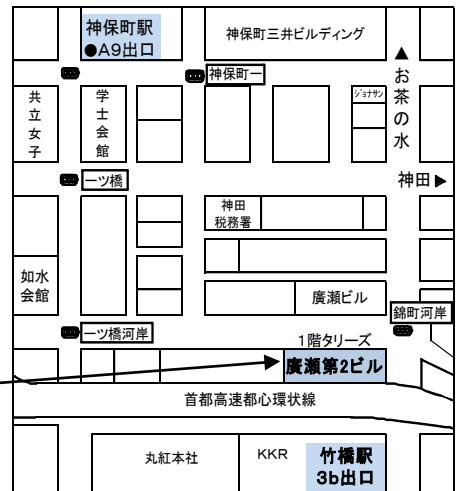 神保町駅
●A9出口
神保町三井ビルディング
神保町一
▲
お茶の水
共立女子
学士会館
ジョナサン
一ツ橋
神田▶
神田
税務署
如水
会館
廣瀬ビル
錦町河岸
一ツ橋河岸
1階タリーズ
廣瀬第2ビル
首都高速都心環状線
丸紅本社
KKR
竹橋駅
3b出口